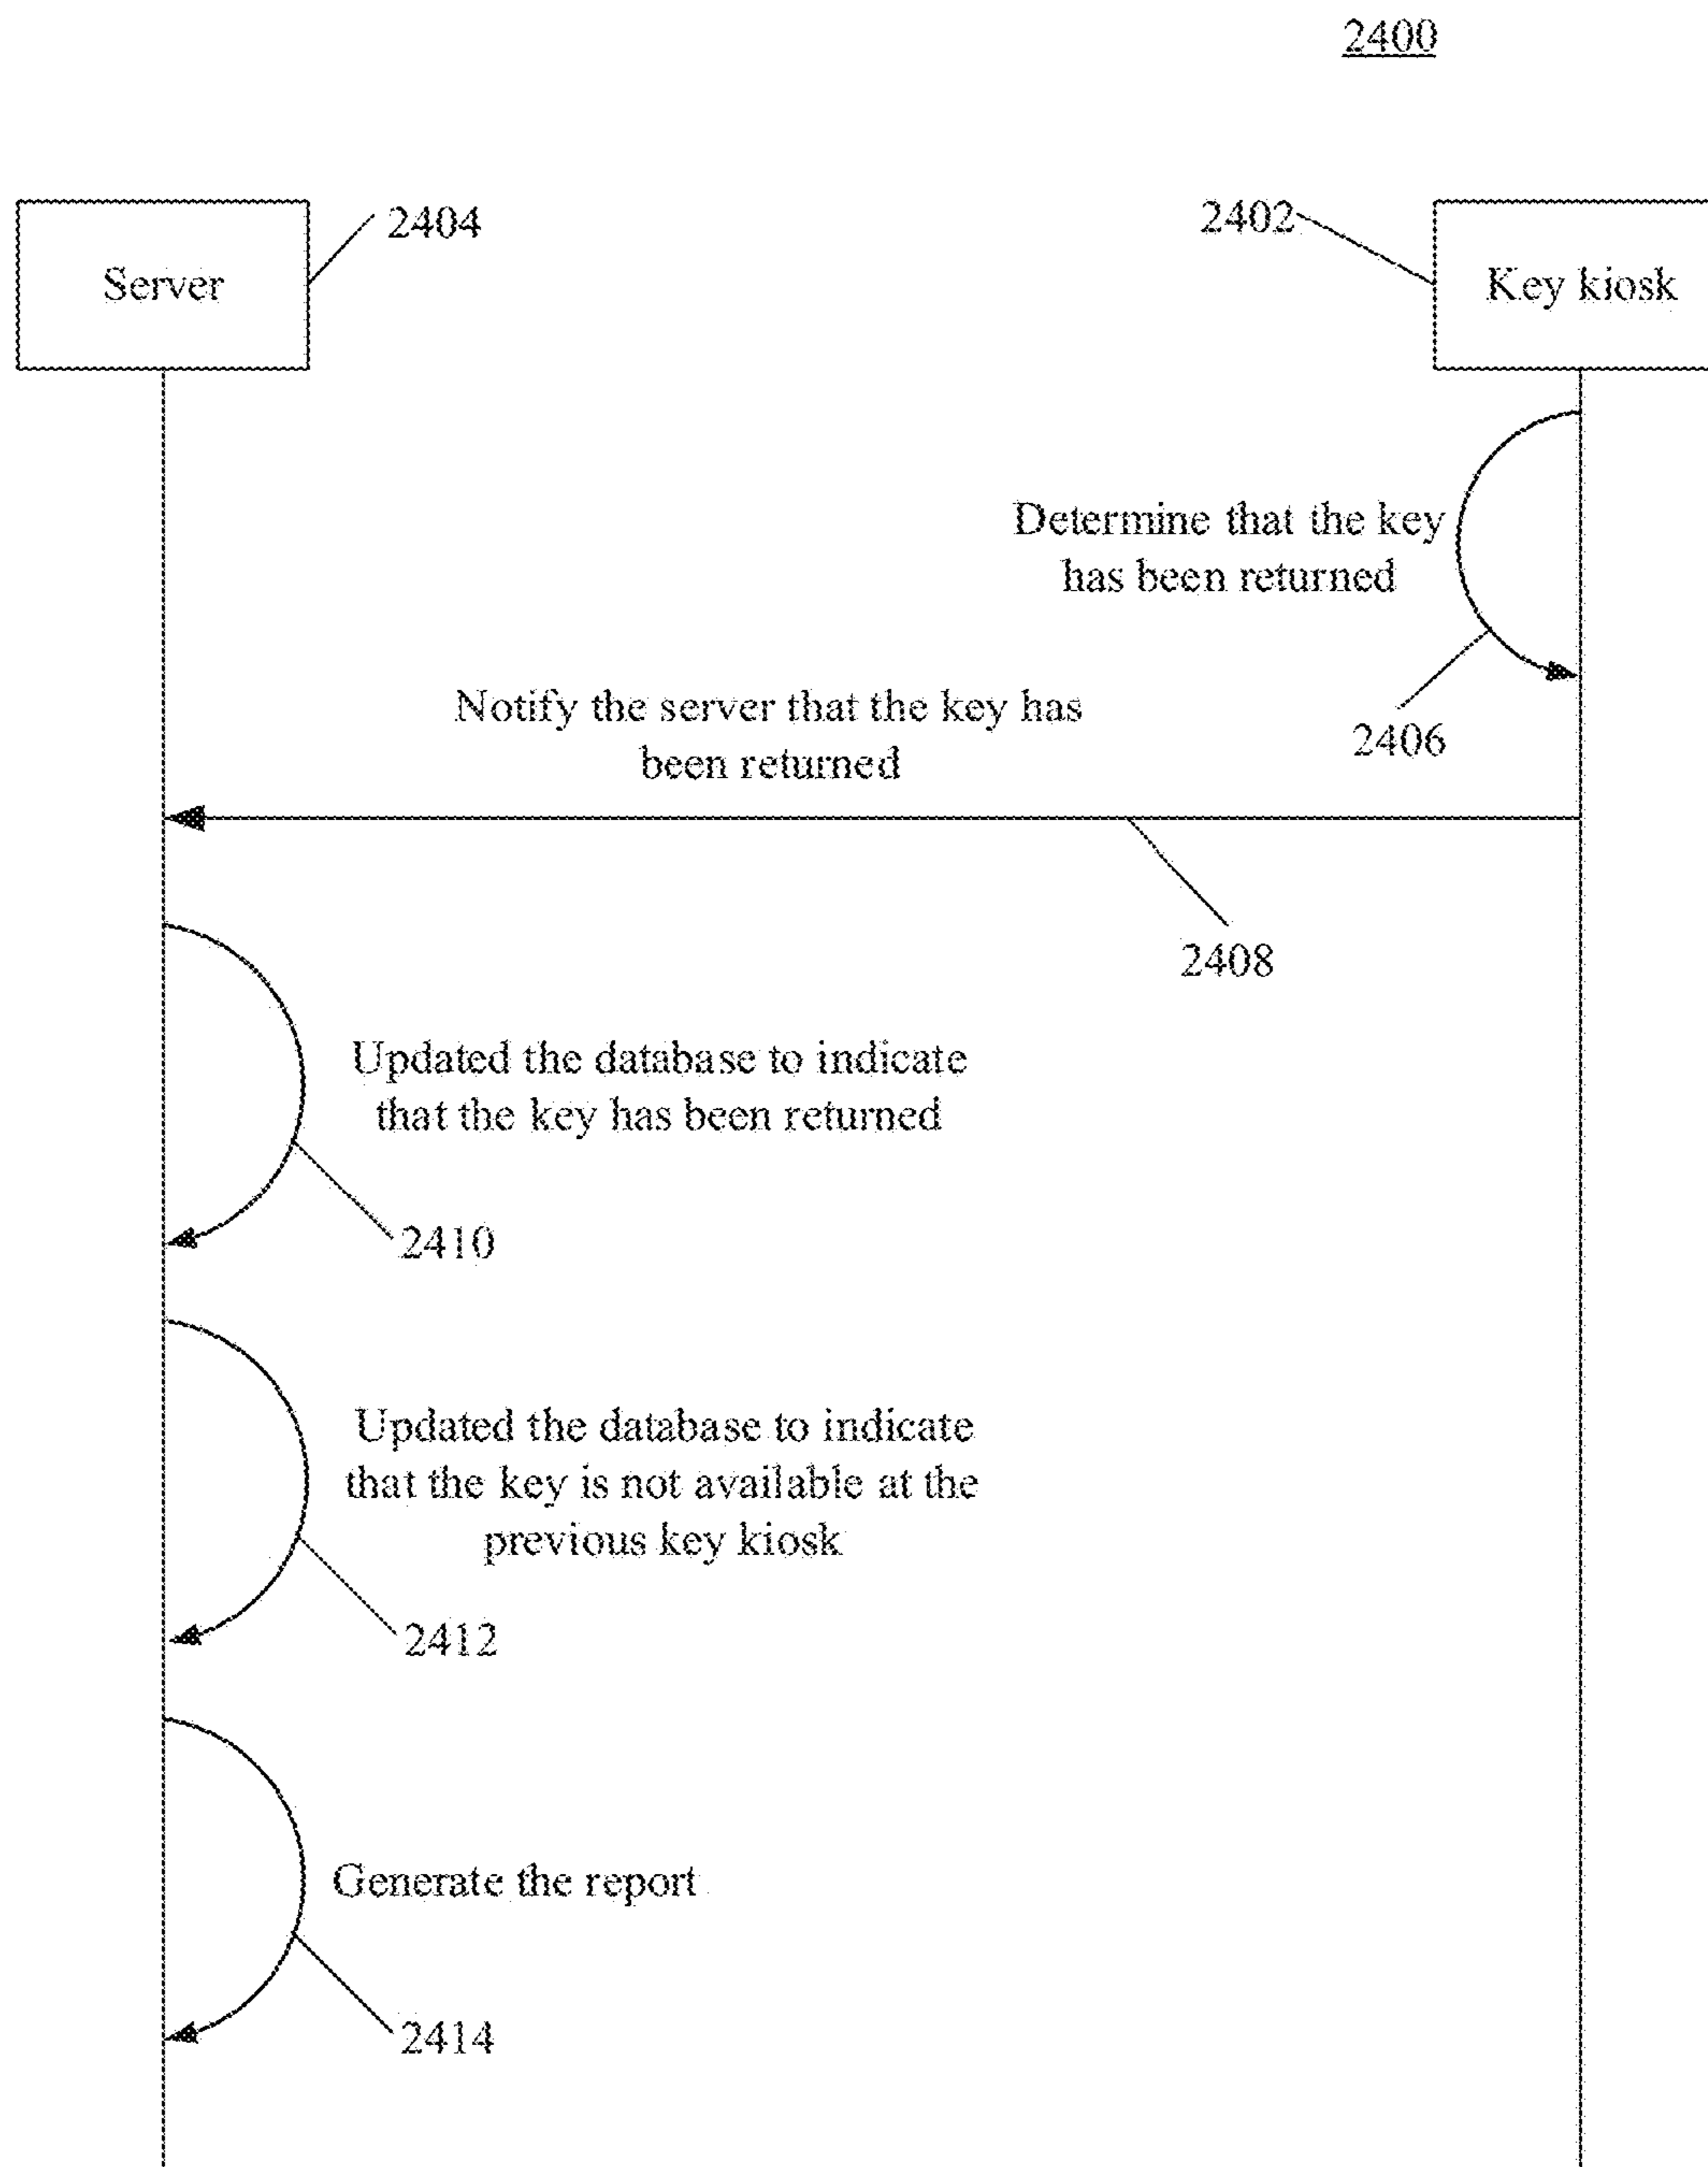 2400
2404
2402
Server
Key kiosk
Determine that the key
has been returned
2406
Notify the server that the key has
been returned
2408
Updated the database to indicate
that the key has been returned
2410
Updated the database to indicate
that the key is not available at the
previous key kiosk
2412
Generate the report
2414